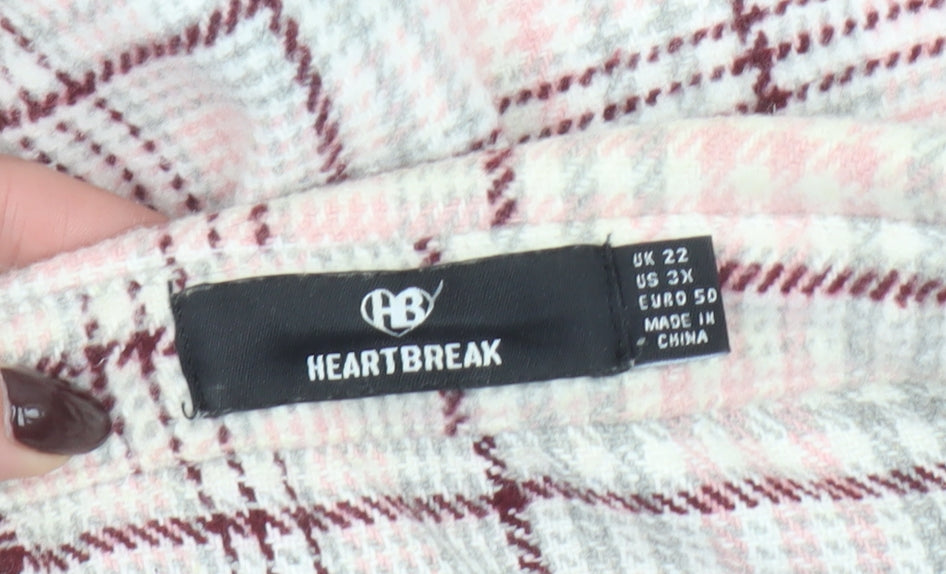 HB
HEARTBREAK
UK 22
US 3X
EURO 50
MADE IN
CHINA